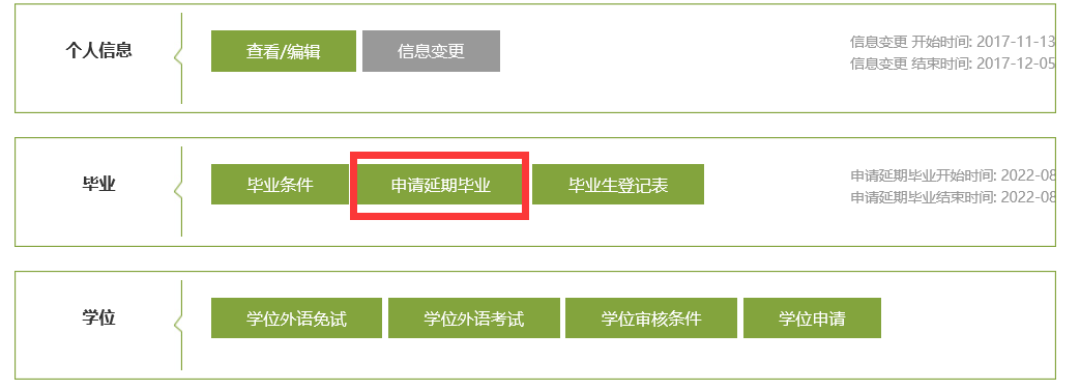 个人信息
查看/编辑
信息变更
信息变更 开始时间: 2017-11-13
信息变更 结束时间: 2017-12-05
毕业
毕业条件
申请延期毕业
毕业生登记表
申请延期毕业开始时间: 2022-08
申请延期毕业结束时间: 2022-08
学位
学位外语免试
学位外语考试
学位审核条件
学位申请